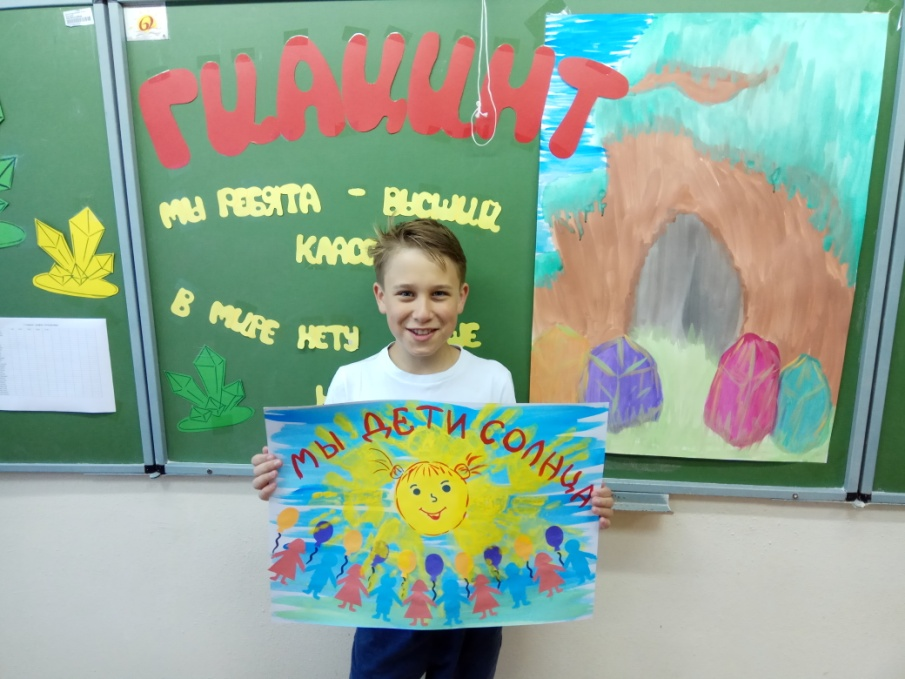 ГИАЦИНТ
МЫ РЕБЯТА - ВЫСШИЙ
КЛАСС
В МИРЕ НЕТУ
МЫ ДЕТИ СОЛНЦА